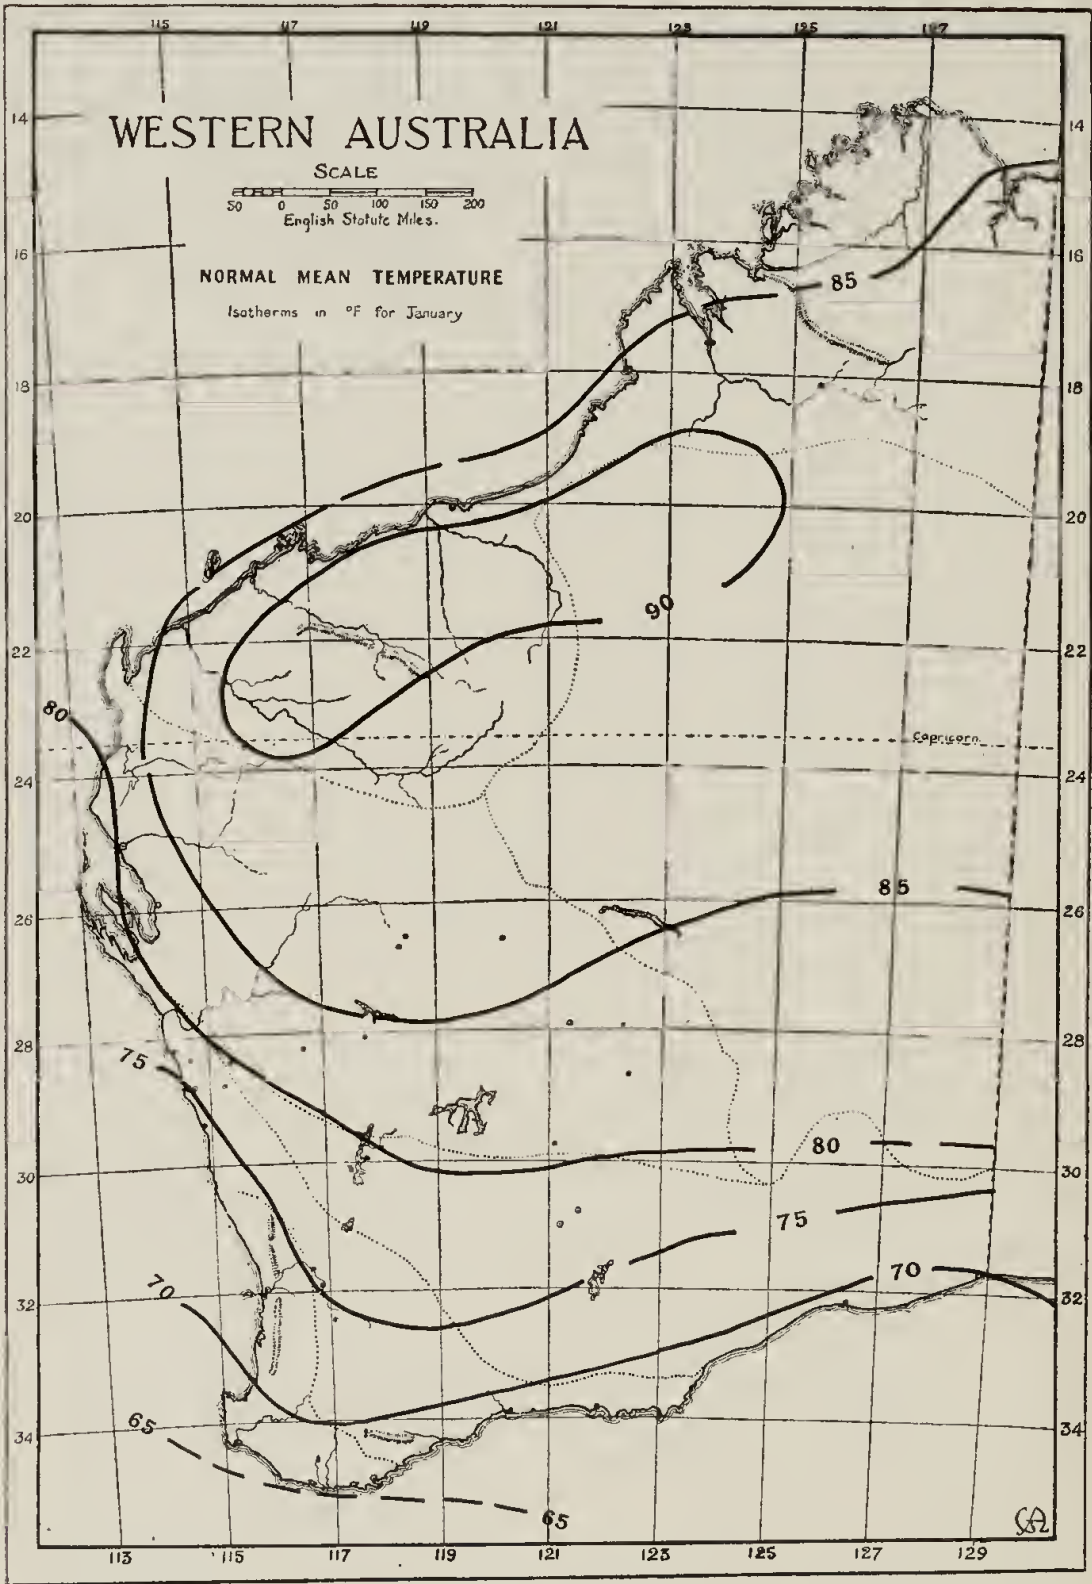 115 117 119 121 123 125 127
14 14
WESTERN AUSTRALIA
SCALE
50 0 50 100 150 200
English Statute Miles.
16 16
NORMAL MEAN TEMPERATURE
85
Isotherms in °F for January
18 18
20 20
90
22 22
80
Capricorn
24 24
85
26 26
28 28
75
80
30 30
75
70
70
32 32
65
34 34
65
113 115 117 119 121 123 125 127 129